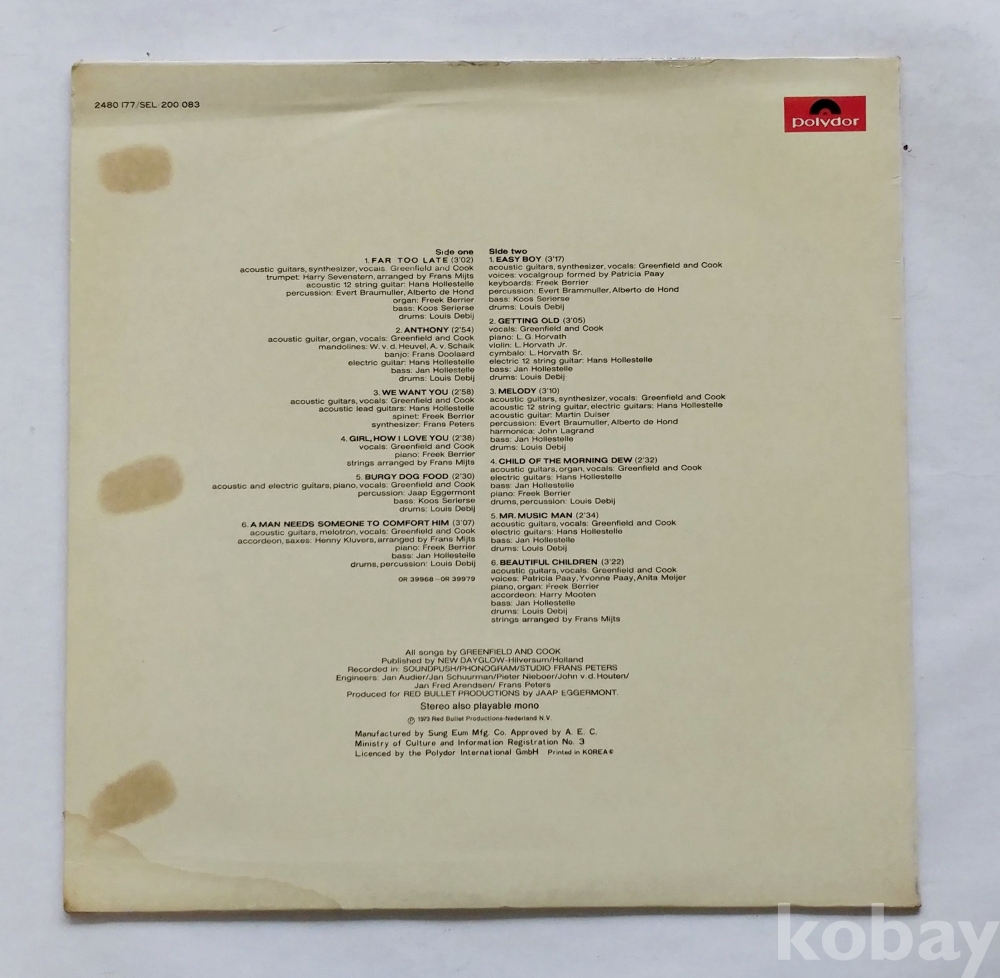 2480 177/SEL 200 083
polydor
Side one
1. FAR TOO LATE (3'02)
acoustic guitars, synthesizer, vocals: Greenfield and Cook
trumpet: Harry Sevenstern, arranged by Frans Mijts
acoustic 12 string guitar: Hans Hollestelle
percussion: Evert Braumuller, Alberto de Hond
organ: Freek Berrier
bass: Koos Serierse
drums: Louis Debij
2. ANTHONY (2'54)
acoustic guitar, organ, vocals: Greenfield and Cook
mandolines: W. v. d. Heuvel, A. v. Schaik
banjo: Frans Doolaard
electric guitar: Hans Hollestelle
bass: Jan Hollestelle
drums: Louis Debij
3. WE WANT YOU (2'58)
acoustic guitars, vocals: Greenfield and Cook
acoustic lead guitars: Hans Hollestelle
spinet: Freek Berrier
synthesizer: Frans Peters
4. GIRL, HOW I LOVE YOU (2'38)
vocals: Greenfield and Cook
piano: Freek Berrier
strings arranged by Frans Mijts
5. BURGY DOG FOOD (2'30)
acoustic and electric guitars, piano, vocals: Greenfield and Cook
percussion: Jaap Eggermont
bass: Koos Serierse
drums: Louis Debij
6. A MAN NEEDS SOMEONE TO COMFORT HIM (3'07)
acoustic guitars, melotron, vocals: Greenfield and Cook
accordeon, saxes: Henny Kluvers, arranged by Frans Mijts
piano: Freek Berrier
bass: Jan Hollestelle
drums, percussion: Louis Debij
OR 39968-OR 39979
Side two
1. EASY BOY (3'17)
acoustic guitars, synthesizer, vocals: Greenfield and Cook
voices: vocalgroup formed by Patricia Paay
keyboards: Freek Berrier
percussion: Evert Brammuller, Alberto de Hond
bass: Koos Serierse
drums: Louis Debij
2. GETTING OLD (3'05)
vocals: Greenfield and Cook
piano: L. G. Horvath
violin: L. Horvath Jr.
cymbalo: L. Horvath Sr.
electric 12 string guitar: Hans Hollestelle
bass: Jan Hollestelle
drums: Louis Debij
3. MELODY (3'10)
acoustic guitars, synthesizer, vocals: Greenfield and Cook
acoustic 12 string guitar, electric guitars: Hans Hollestelle
acoustic guitar: Martin Duiser
percussion: Evert Braumuller, Alberto de Hond
harmonica: John Lagrand
bass: Jan Hollestelle
drums: Louis Debij
4. CHILD OF THE MORNING DEW (2'32)
acoustic guitars, organ, vocals: Greenfield and Cook
electric guitars: Hans Hollestelle
bass: Jan Hollestelle
piano: Freek Berrier
drums, percussion: Louis Debij
5. MR. MUSIC MAN (2'34)
acoustic guitars, vocals: Greenfield and Cook
electric guitars: Hans Hollestelle
bass: Jan Hollestelle
drums: Louis Debij
6. BEAUTIFUL CHILDREN (3'22)
acoustic guitars, vocals: Greenfield and Cook
voices: Patricia Paay, Yvonne Paay, Anita Meijer
piano, organ: Freek Berrier
accordeon: Harry Mooten
bass: Jan Hollestelle
drums: Louis Debij
strings arranged by Frans Mijts
All songs by GREENFIELD AND COOK
Published by NEW DAYGLOW-Hilversum/Holland
Recorded in: SOUNDPUSH/PHONOGRAM/STUDIO FRANS PETERS
Engineers: Jan Audier/Jan Schuurman/Pieter Nieboer/John v.d. Houten/
Jan Fred Arendsen/ Frans Peters
Produced for RED BULLET PRODUCTIONS by JAAP EGGERMONT.
Stereo also playable mono
℗ 1973 Red Bullet Productions-Nederland N.V.
Manufactured by Sung Eum Mfg. Co. Approved by A. E. C.
Ministry of Culture and Information Registration No. 3
Licenced by the Polydor International GmbH Printed in KOREA ©
kobay